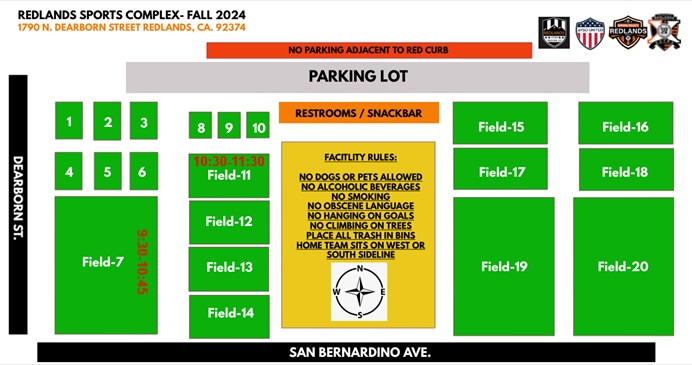 REDLANDS SPORTS COMPLEX- FALL 2024
1790 N. DEARBORN STREET REDLANDS, CA. 92374
REDLANDS
AYSO UNITED
REDLANDS
NO PARKING ADJACENT TO RED CURB
PARKING LOT
RESTROOMS / SNACKBAR
1
2
3
8
9
10
Field-15
Field-16
4
5
6
10:30-11:30
Field-11
Field-17
Field-18
FACITLITY RULES:
NO DOGS OR PETS ALLOWED
NO ALCOHOLIC BEVERAGES
NO SMOKING
NO OBSCENE LANGUAGE
NO HANGING ON GOALS
NO CLIMBING ON TREES
PLACE ALL TRASH IN BINS
HOME TEAM SITS ON WEST OR
SOUTH SIDELINE
DEARBORN ST.
Field-7
9:30-10:45
Field-12
Field-13
Field-14
N
W
E
S
Field-19
Field-20
SAN BERNARDINO AVE.